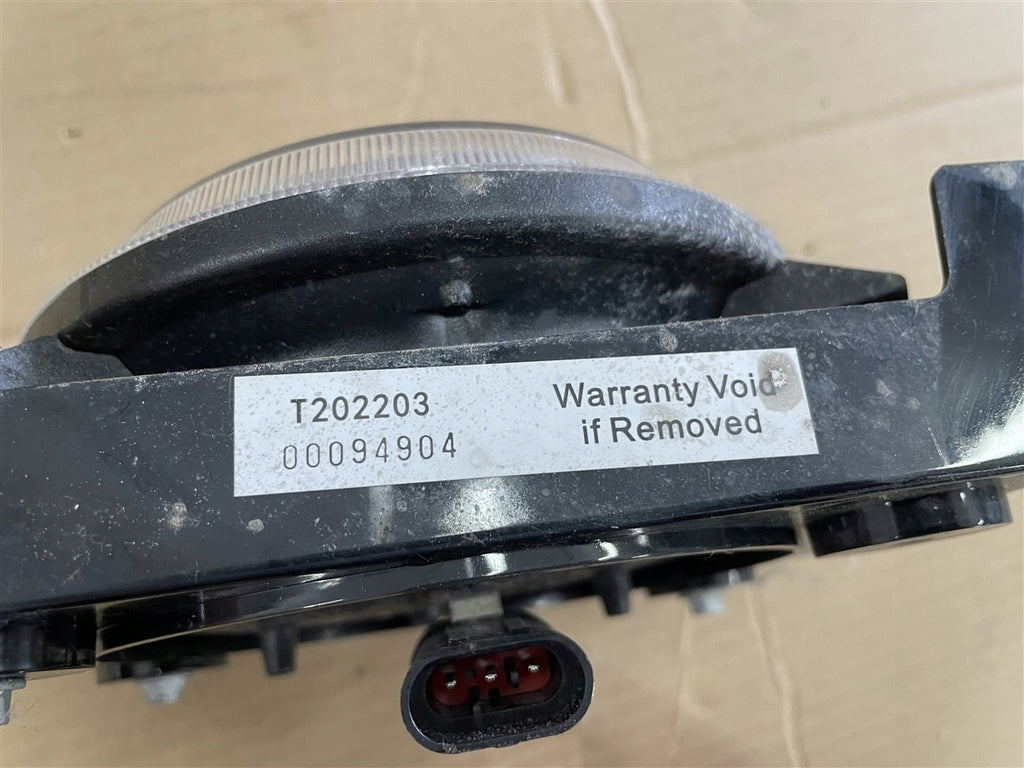 T202203
00094904
Warranty Void
if Removed